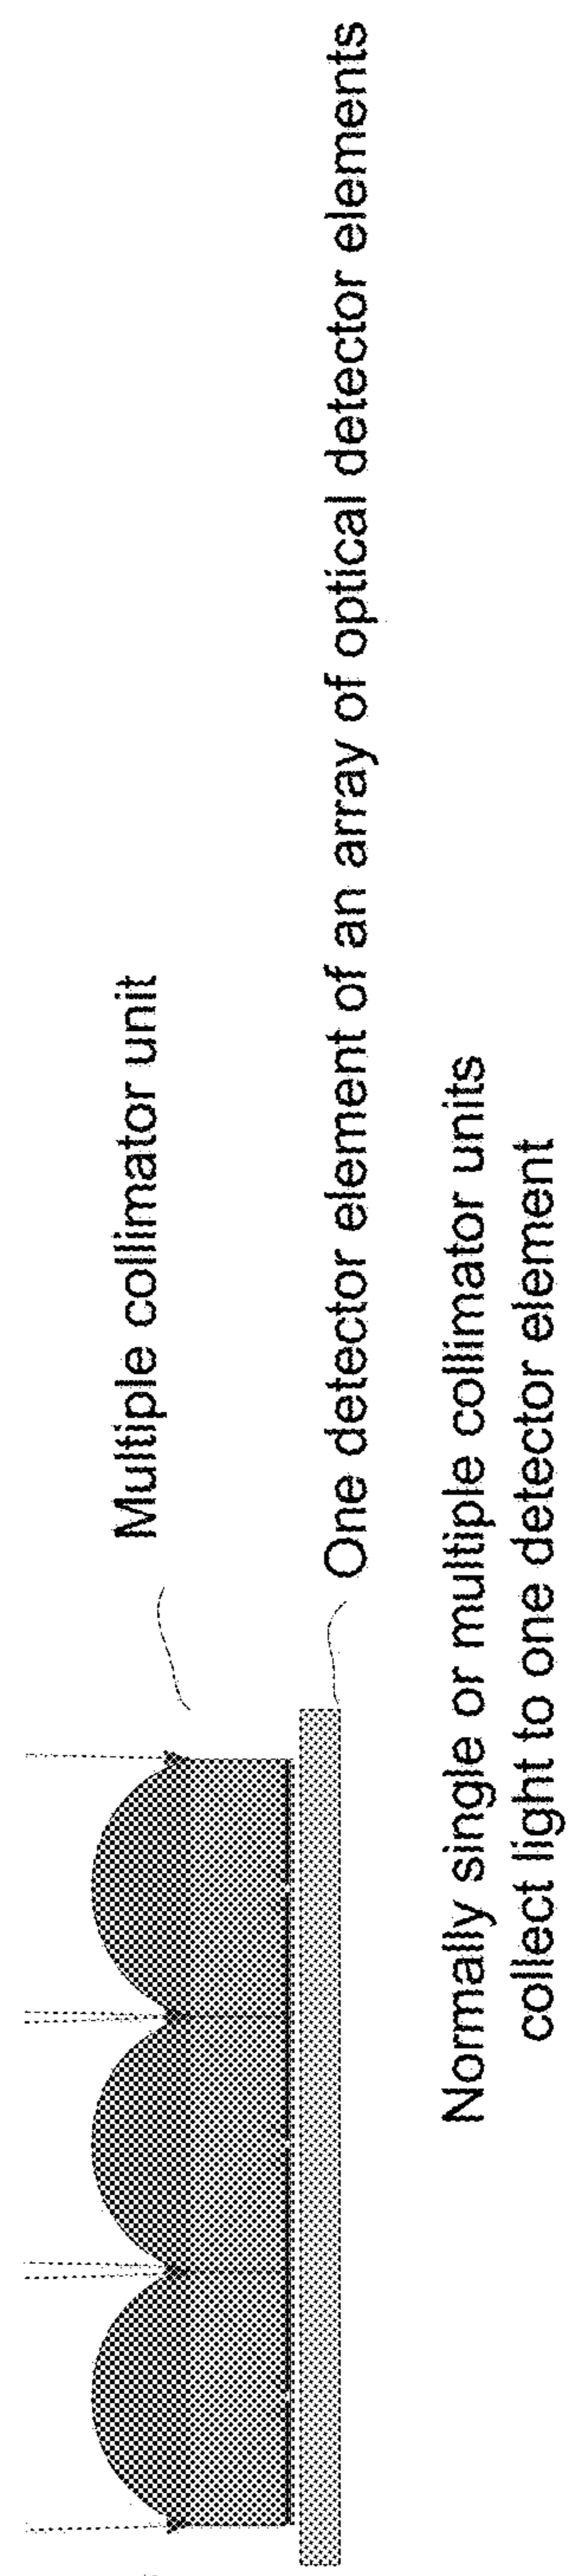 Multiple collimator unit
One detector element of an array of optical detector elements
Normally single or multiple collimator units
collect light to one detector element